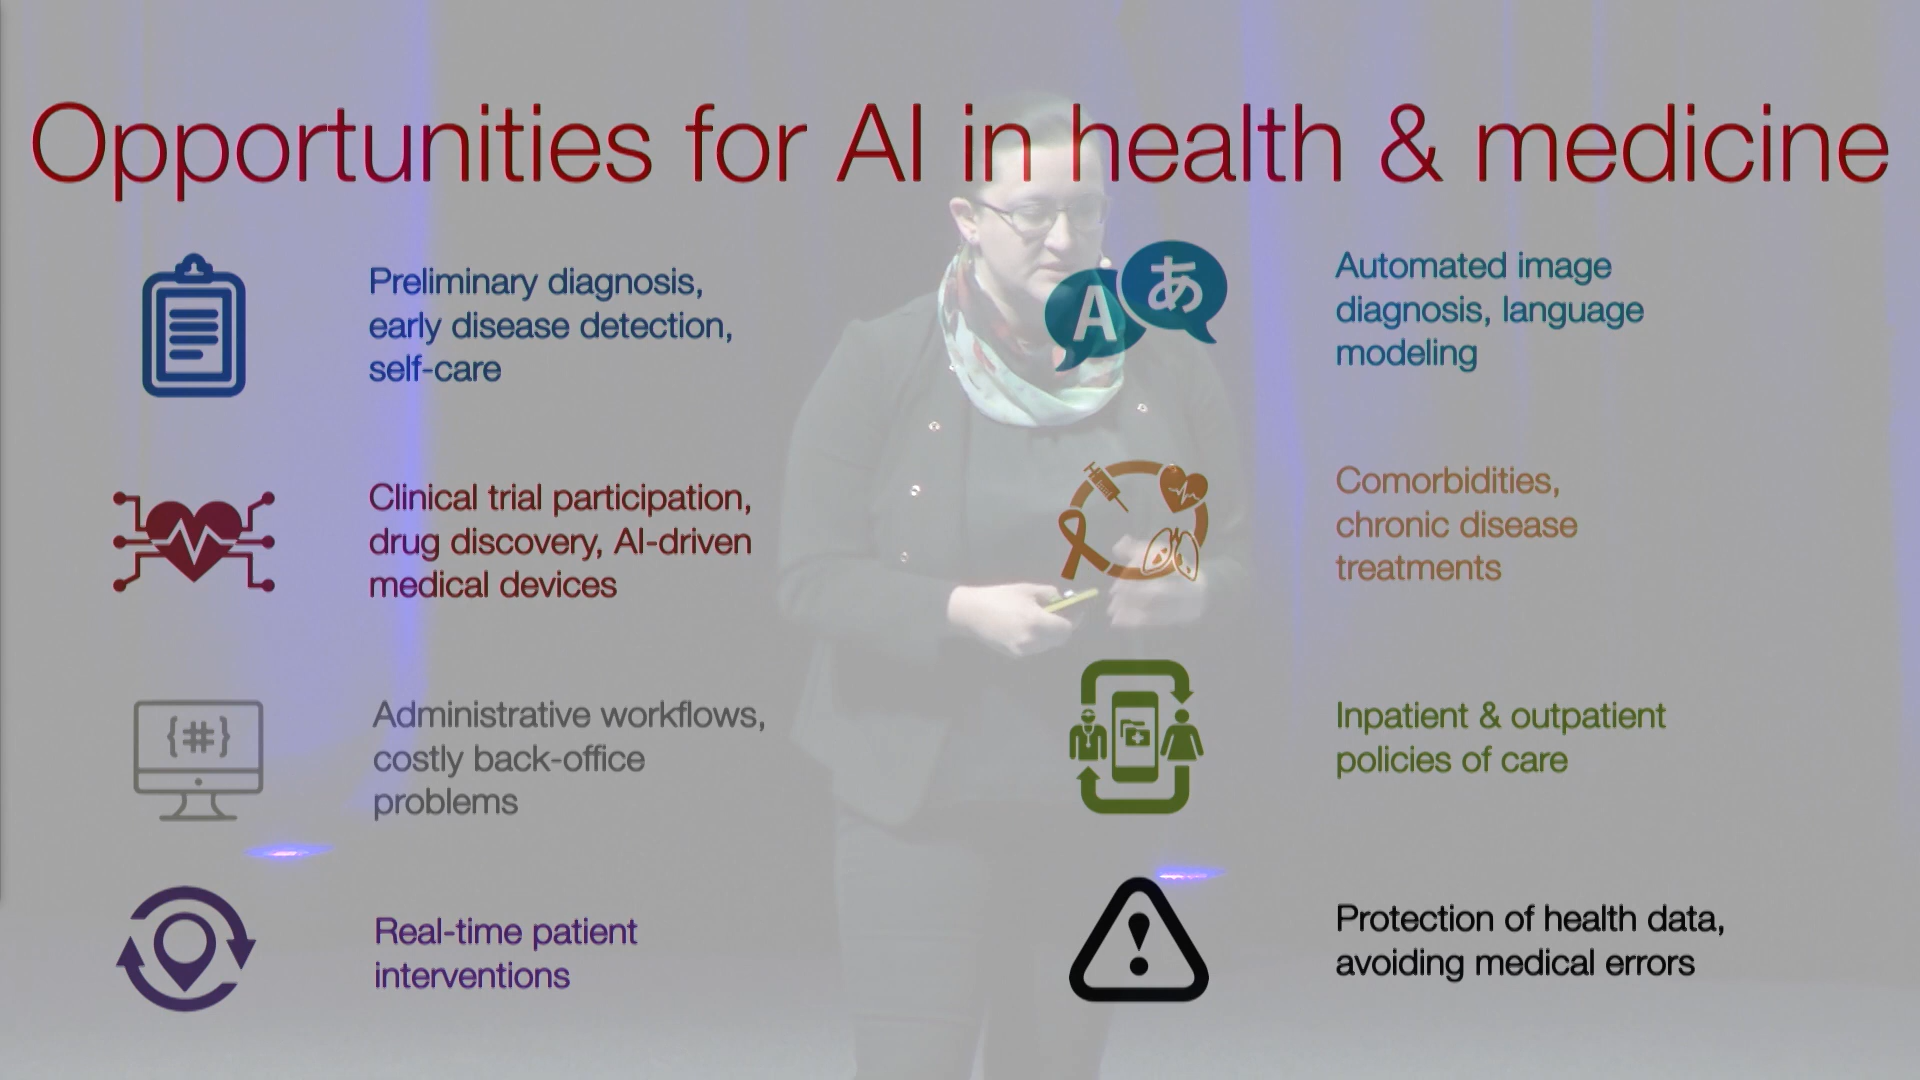 Opportunities for AI in health & medicine
Preliminary diagnosis,
early disease detection,
self-care
Clinical trial participation,
drug discovery, AI-driven
medical devices
{#}
Administrative workflows,
costly back-office
problems
Real-time patient
interventions
A あ
Automated image
diagnosis, language
modeling
Comorbidities,
chronic disease
treatments
Inpatient & outpatient
policies of care
!
Protection of health data,
avoiding medical errors